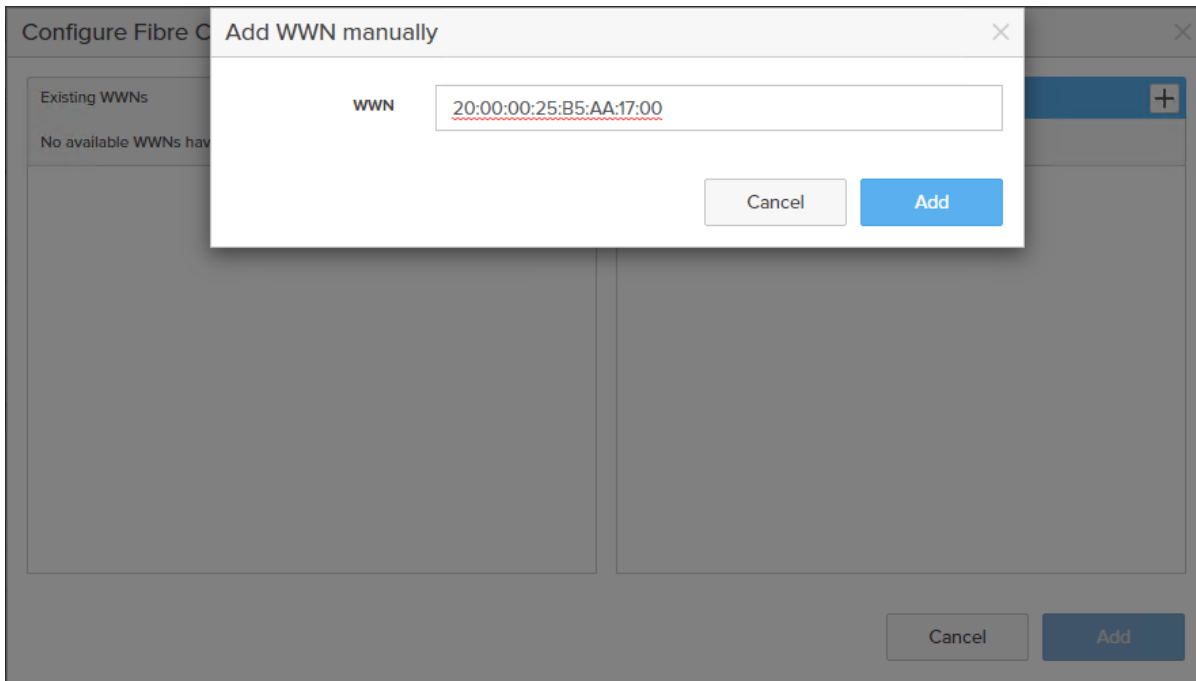 Configure Fibre C
Add WWN manually
Existing WWNs
WWN
20:00:00:25:B5:AA:17:00
No available WWNs hav
Cancel
Add
Cancel
Add